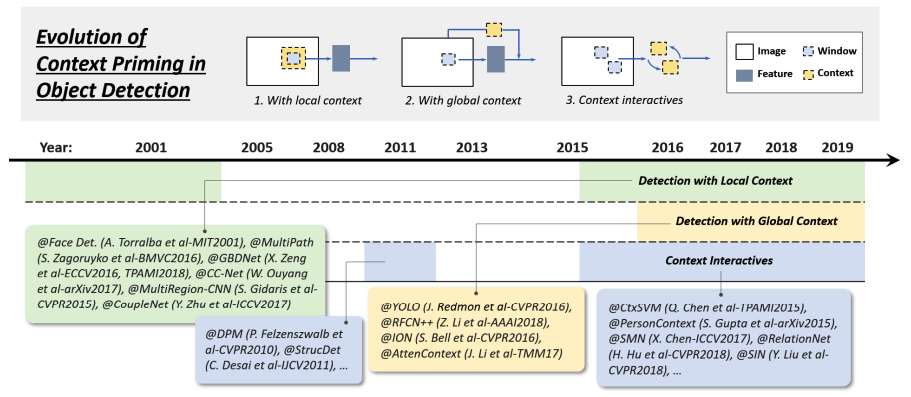 Evolution of
Context Priming in
Object Detection
1. With local context
2. With global context
3. Context interactives
Image
Window
Feature
Context
Year: 2001 2005 2008 2011 2013 2015 2016 2017 2018 2019
Detection with Local Context
Detection with Global Context
Context Interactives
@Face Det. (A. Torralba et al-MIT2001), @MultiPath
(S. Zagoruyko et al-BMVC2016), @GBDNet (X. Zeng
et al-ECCV2016, TPAMI2018), @CC-Net (W. Ouyang
et al-arXiv2017), @MultiRegion-CNN (S. Gidaris et al-
CVPR2015), @CoupleNet (Y. Zhu et al-ICCV2017)
@DPM (P. Felzenszwalb et
al-CVPR2010), @StrucDet
(C. Desai et al-IJCV2011), ...
@YOLO (J. Redmon et al-CVPR2016),
@RFCN++ (Z. Li et al-AAAI2018),
@ION (S. Bell et al-CVPR2016),
@AttenContext (J. Li et al-TMM17)
@CtxSVM (Q. Chen et al-TPAMI2015),
@PersonContext (S. Gupta et al-arXiv2015),
@SMN (X. Chen-ICCV2017), @RelationNet
(H. Hu et al-CVPR2018), @SIN (Y. Liu et al-
CVPR2018), ...